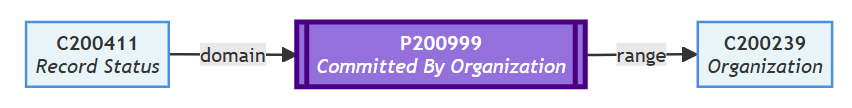 C200411
Record Status
domain
P200999
Committed By Organization
range
C200239
Organization